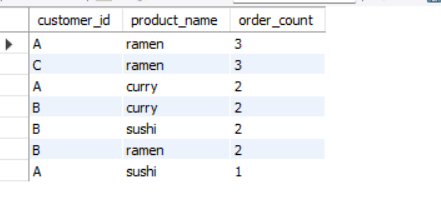 customer_id product_name order_count
A ramen 3
C ramen 3
A curry 2
B curry 2
B sushi 2
B ramen 2
A sushi 1